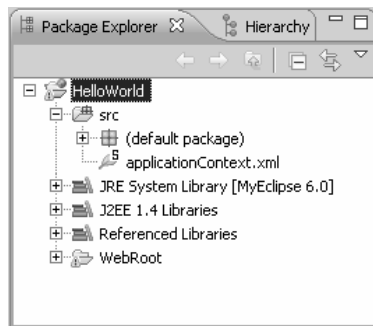 Package Explorer Hierarchy
HelloWorld
src
(default package)
applicationContext.xml
JRE System Library [MyEclipse 6.0]
J2EE 1.4 Libraries
Referenced Libraries
WebRoot